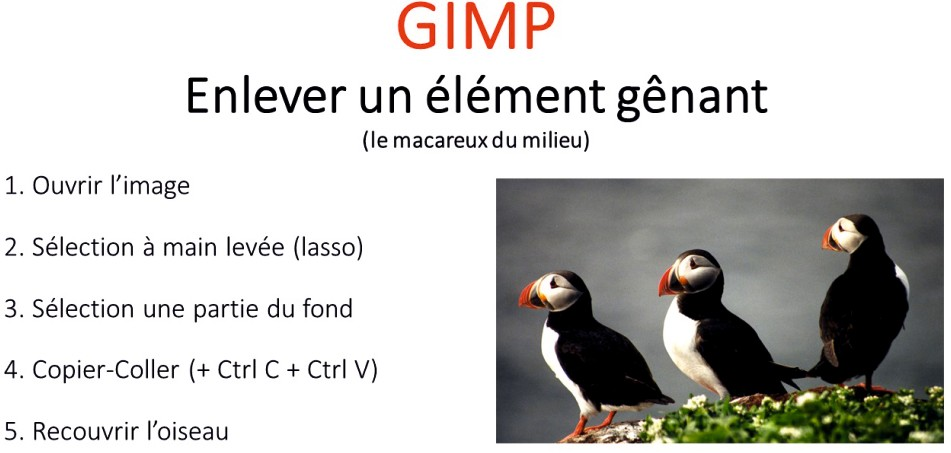 GIMP
Enlever un élément gênant
(le macareux du milieu)
1. Ouvrir l’image
2. Sélection à main levée (lasso)
3. Sélection une partie du fond
4. Copier-Coller (+ Ctrl C + Ctrl V)
5. Recouvrir l’oiseau